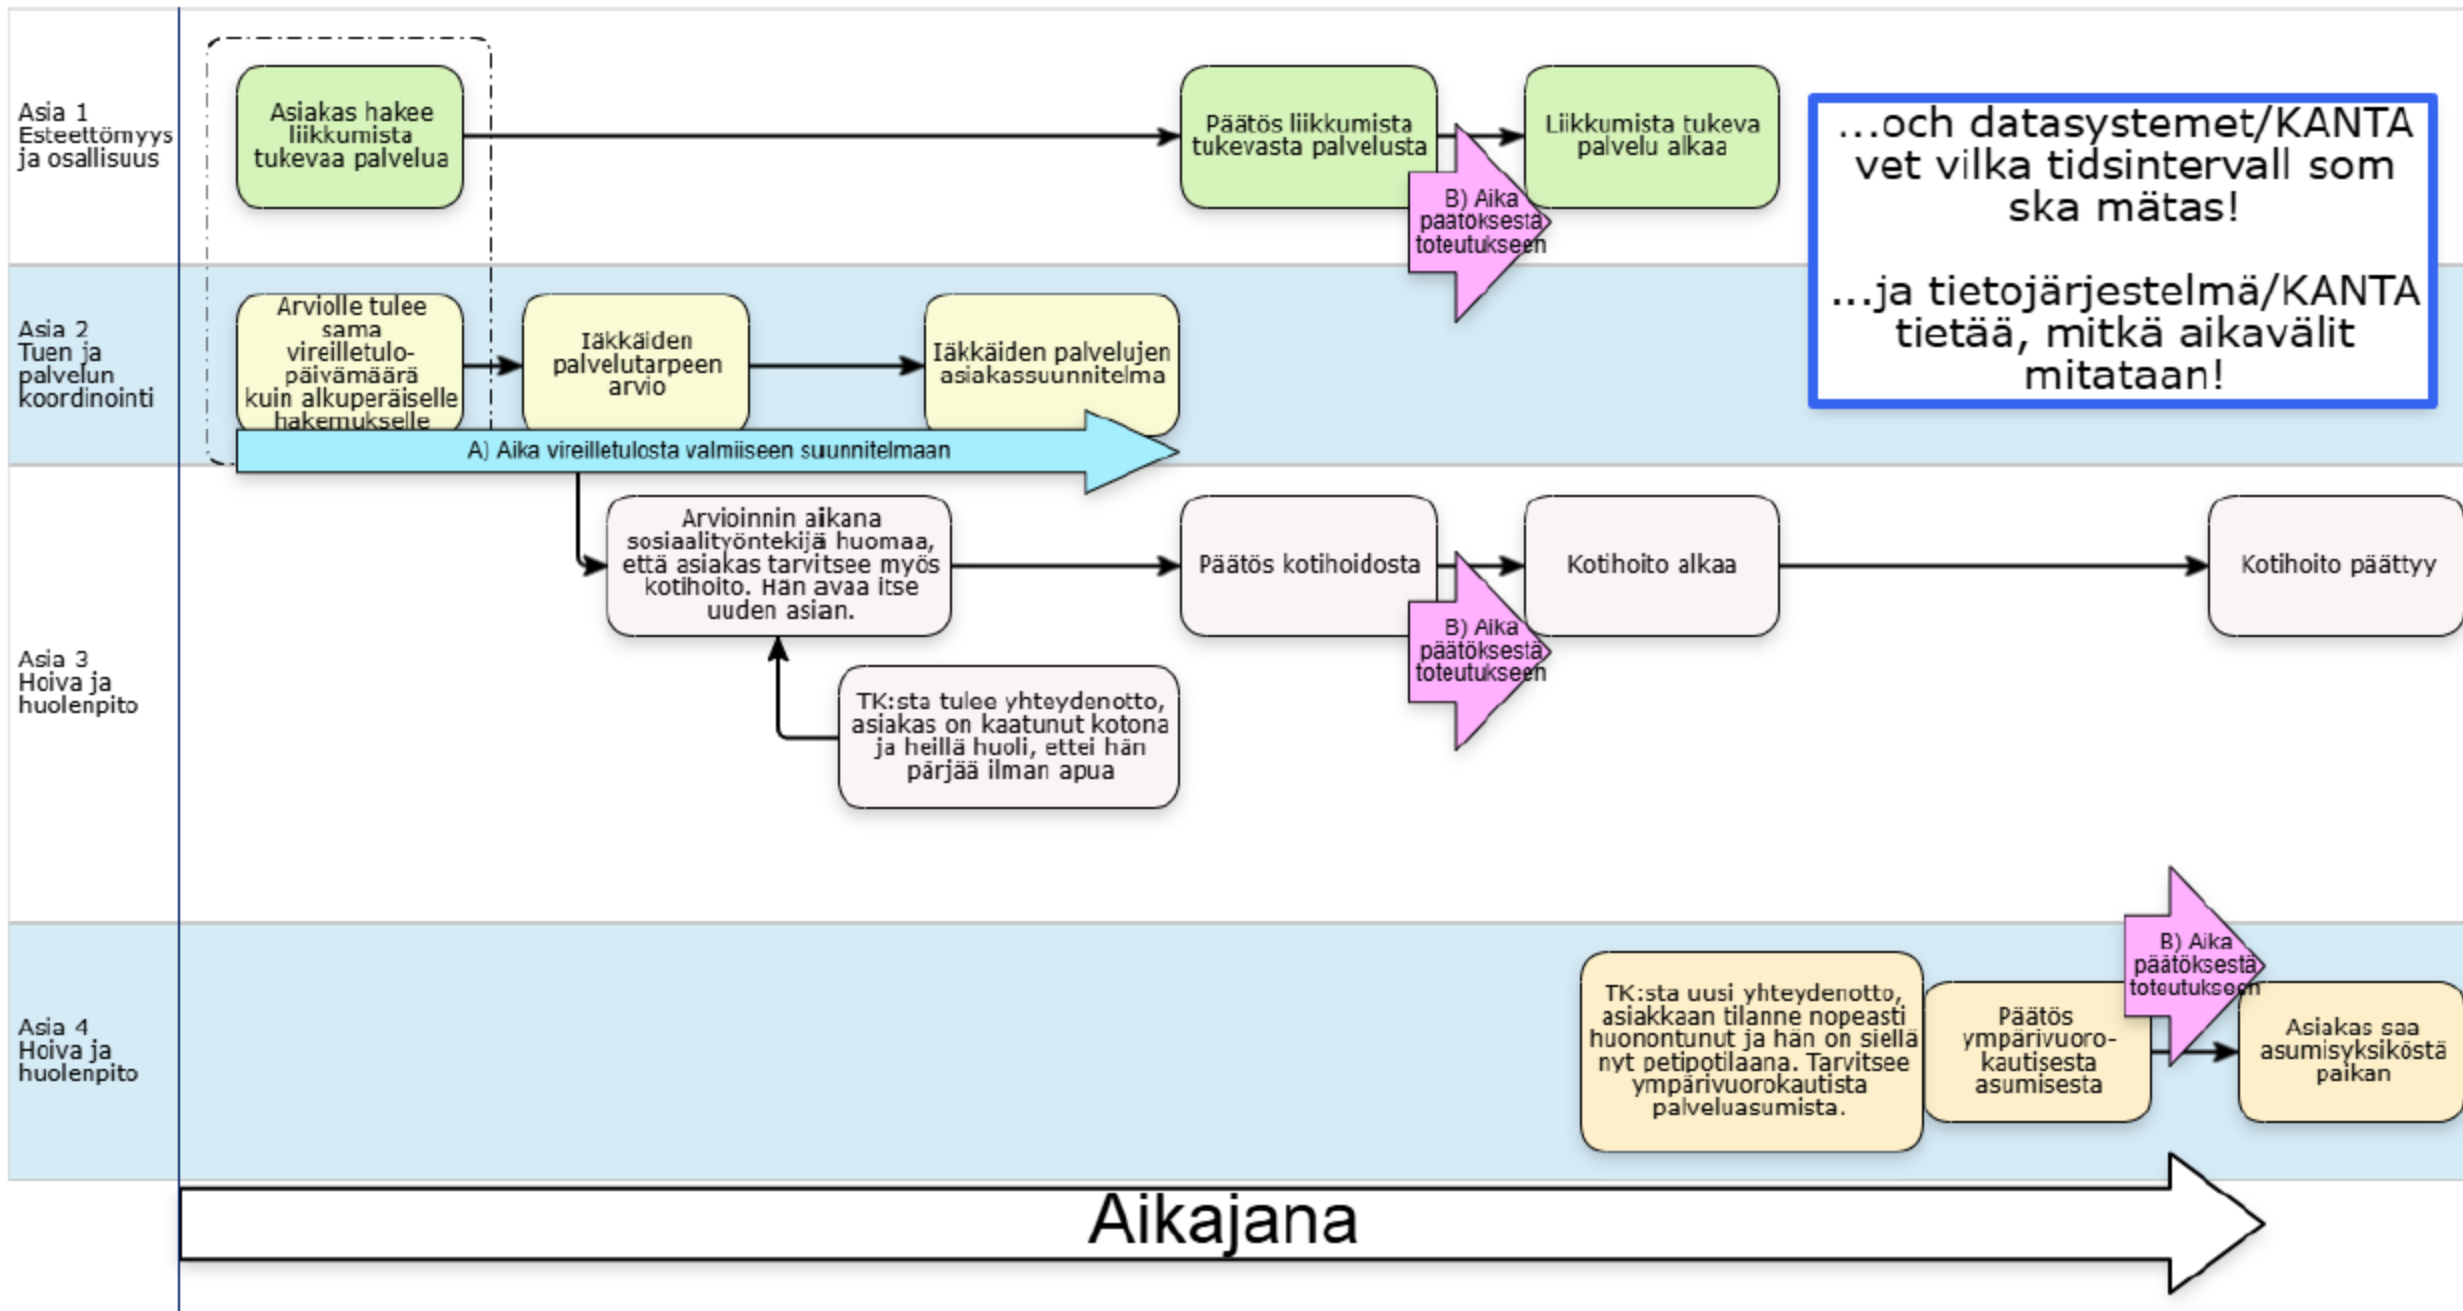 Asia 1
Esteettömyys
ja osallisuus
Asiakas hakee
liikkumista
tukevaa palvelua
Päätös liikkumista
tukevasta palvelusta
B) Aika
päätöksestä
toteutukseen
Liikkumista tukeva
palvelu alkaa
...och datasystemet/KANTA
vet vilka tidsintervall som
ska mätas!
...ja tietojärjestelmä/KANTA
tietää, mitkä aikavälit
mitataan!
Asia 2
Tuen ja
palvelun
koordinointi
Arviolle tulee
sama
vireilletulo-
päivämäärä
kuin alkuperäiselle
hakemukselle
Iäkkäiden
palvelutarpeen
arvio
Iäkkäiden palvelujen
asiakassuunnitelma
A) Aika vireilletulosta valmiiseen suunnitelmaan
Asia 3
Hoiva ja
huolenpito
Arvioinnin aikana
sosiaalityöntekijä huomaa,
että asiakas tarvitsee myös
kotihoito. Hän avaa itse
uuden asian.
Päätös kotihoidosta
B) Aika
päätöksestä
toteutukseen
Kotihoito alkaa
Kotihoito päättyy
TK:sta tulee yhteydenotto,
asiakas on kaatunut kotona
ja heillä huoli, ettei hän
pärjää ilman apua
Asia 4
Hoiva ja
huolenpito
TK:sta uusi yhteydenotto,
asiakkaan tilanne nopeasti
huonontunut ja hän on siellä
nyt petipotilaana. Tarvitsee
ympärivuorokautista
palveluasumista.
Päätös
ympärivuoro-
kautisesta
asumisesta
B) Aika
päätöksestä
toteutukseen
Asiakas saa
asumisyksiköstä
paikan
Aikajana